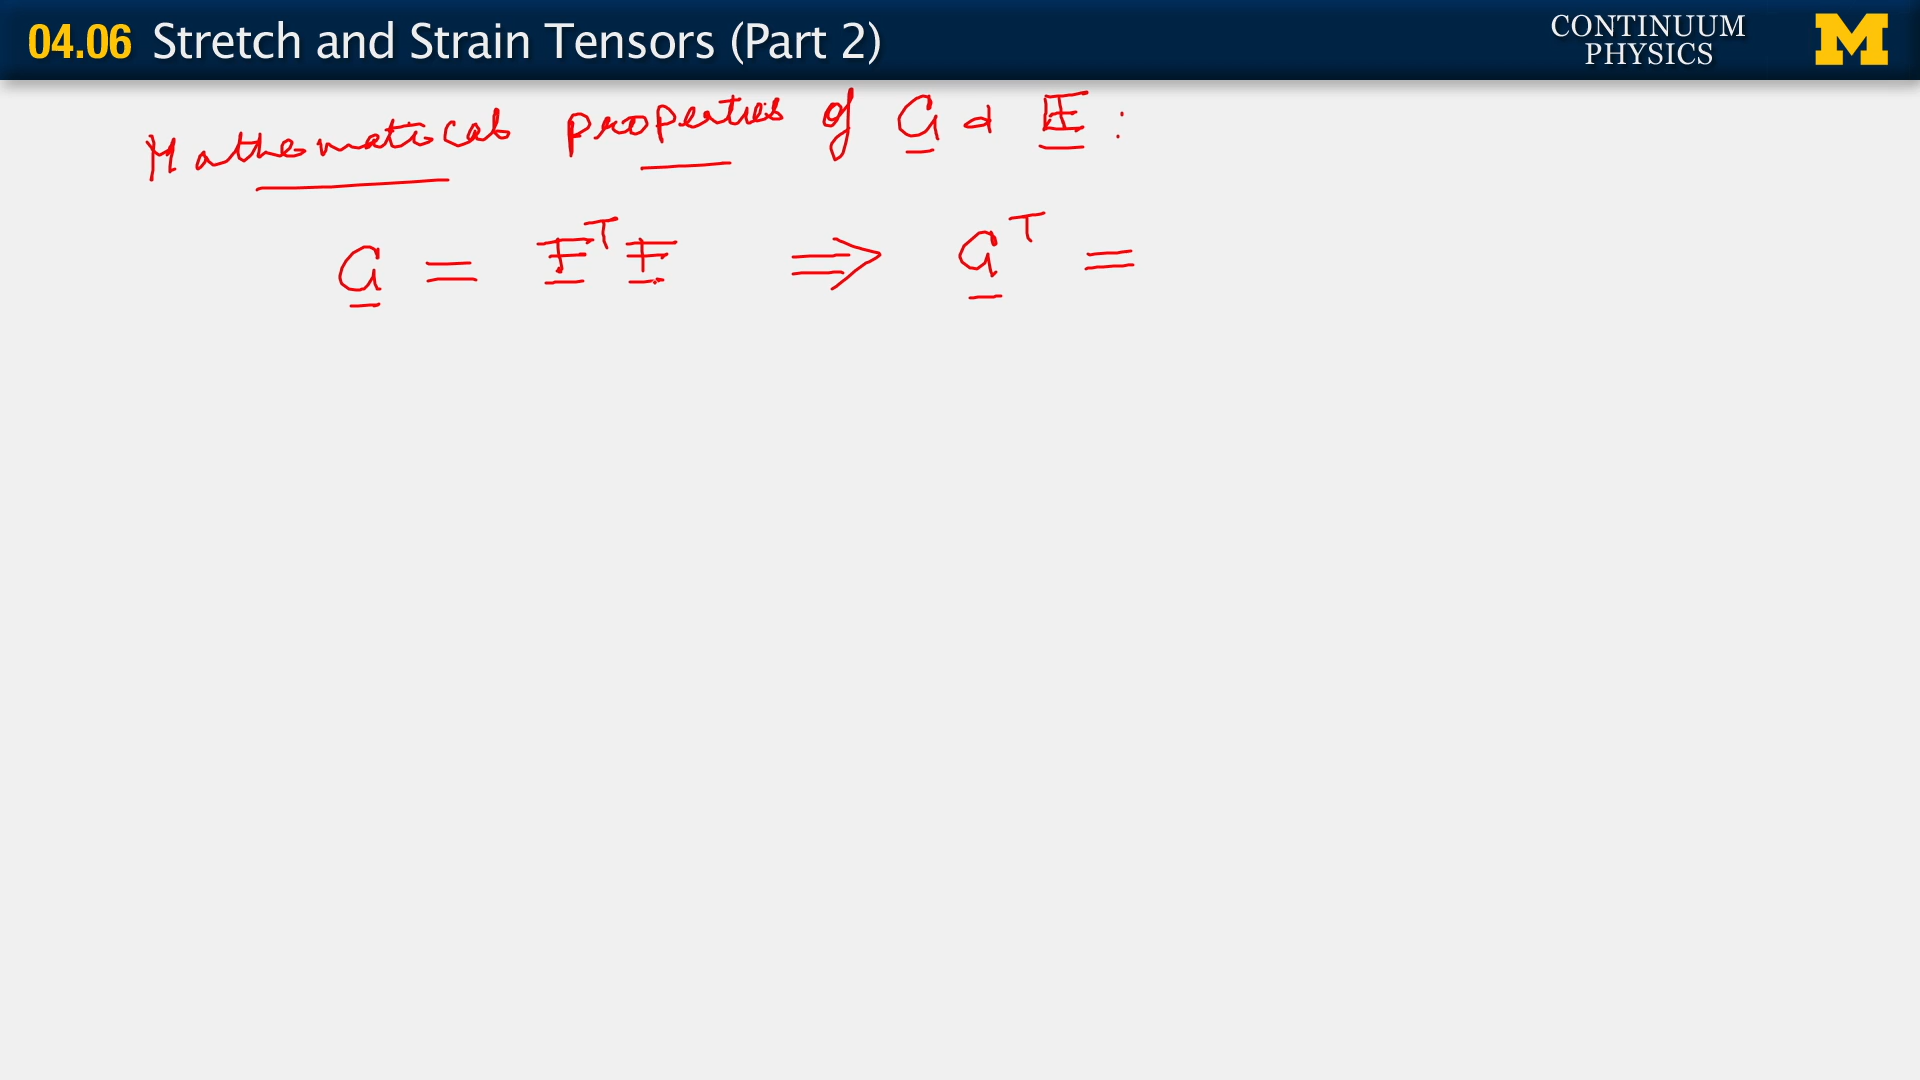 04.06 Stretch and Strain Tensors (Part 2)
CONTINUUM
PHYSICS
M
Mathematical properties of C & E :
C = F^T F ⇒ C^T =